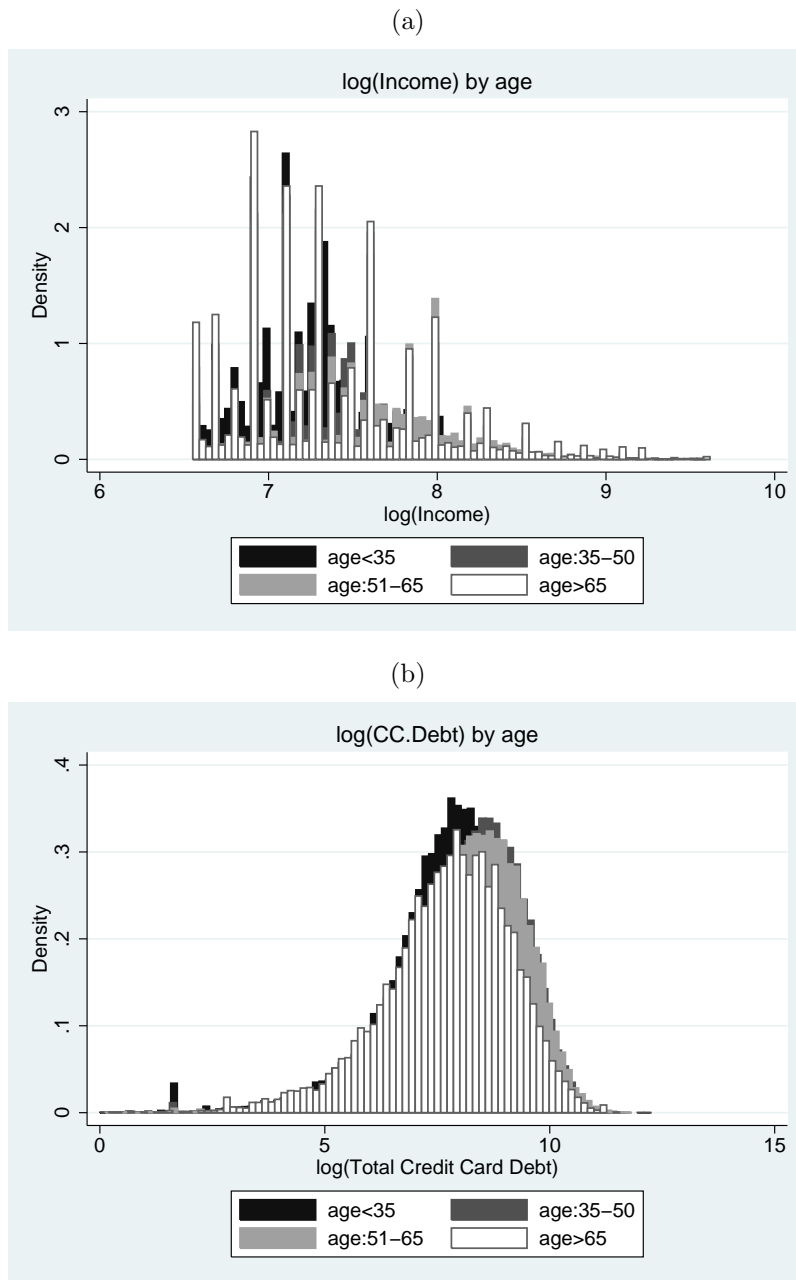 (a)
log(Income) by age
3
2
1
0
Density
6 7 8 9 10
log(Income)
age<35 age:35−50
age:51−65 age>65
(b)
log(CC.Debt) by age
.4
.3
.2
.1
0
Density
0 5 10 15
log(Total Credit Card Debt)
age<35 age:35−50
age:51−65 age>65